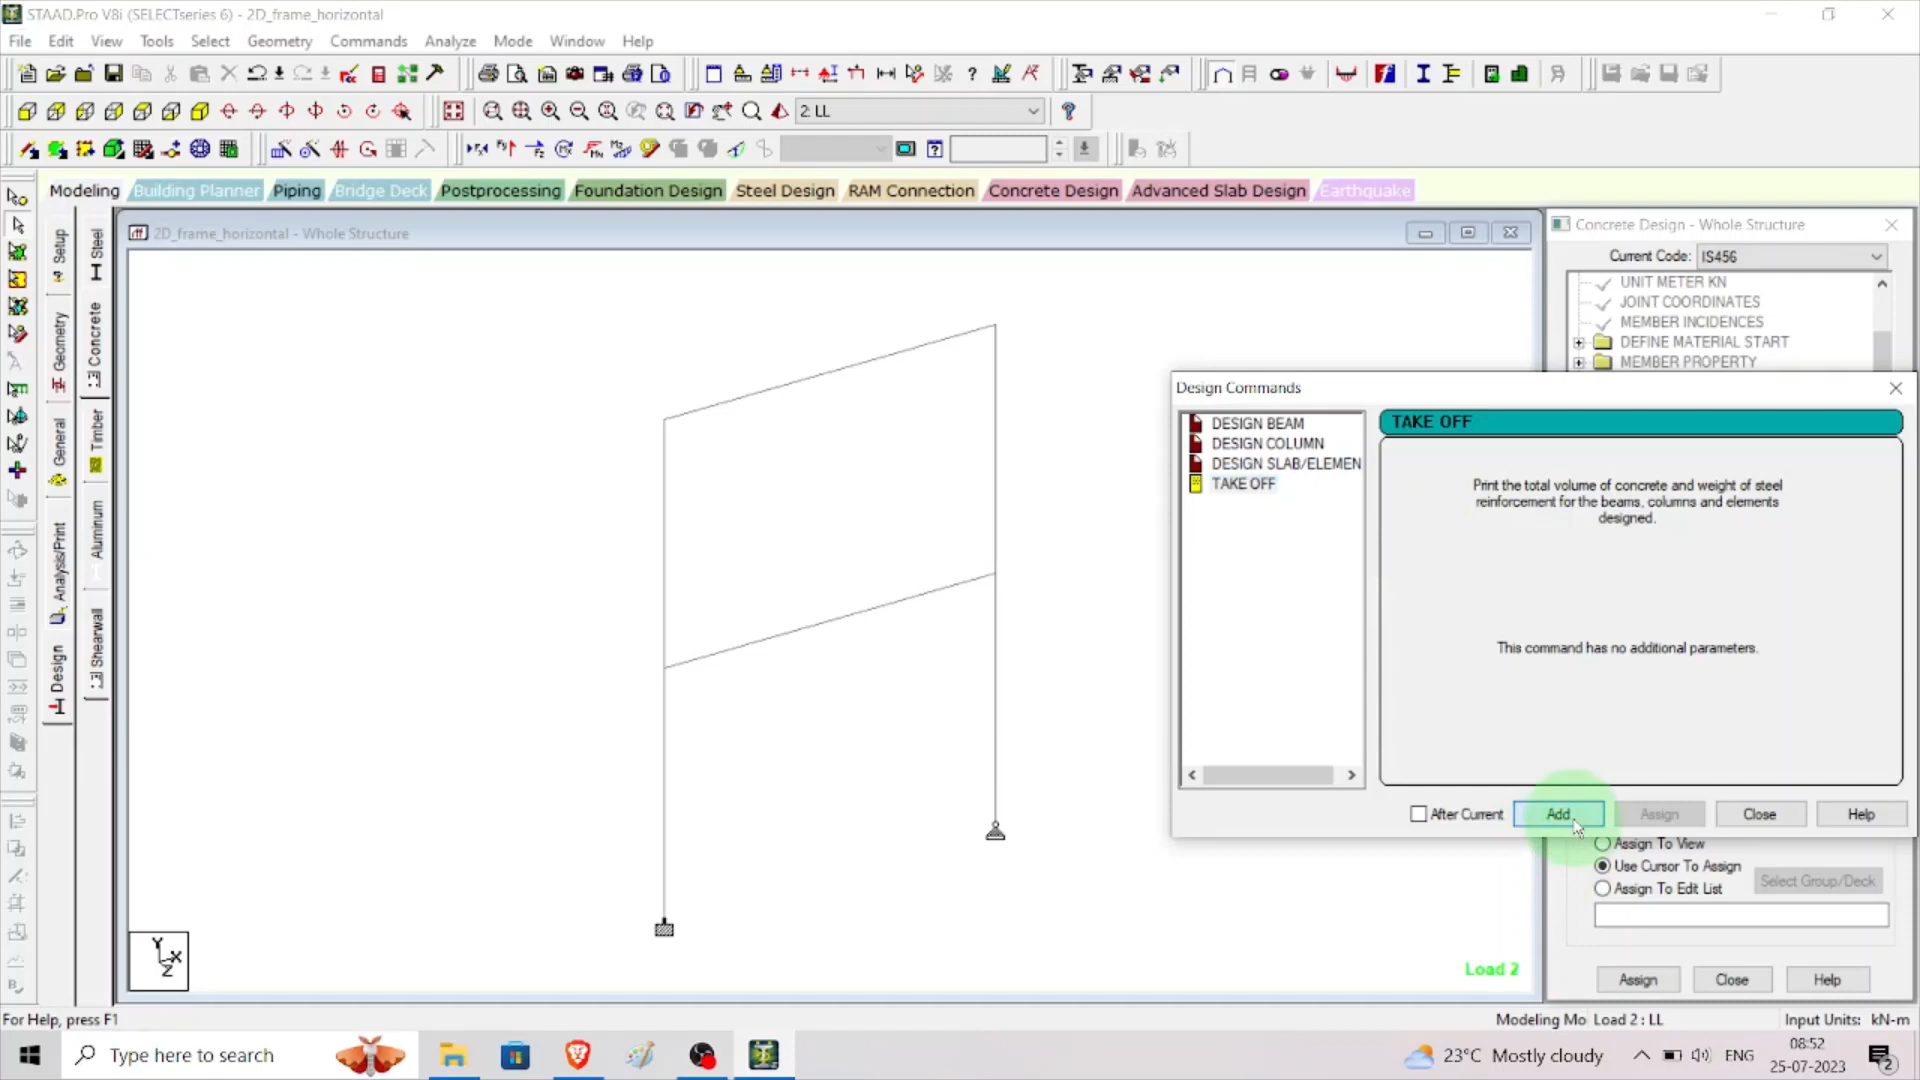 STAAD.Pro V8i (SELECTseries 6) - 2D_frame_horizontal
File Edit View Tools Select Geometry Commands Analyze Mode Window Help
2: LL
Modeling Building Planner Piping Bridge Deck Postprocessing Foundation Design Steel Design RAM Connection Concrete Design Advanced Slab Design Earthquake
Setup
Geometry
General
Analysis/Print
Design
Steel
Concrete
Timber
Aluminum
Shearwall
2D_frame_horizontal - Whole Structure
Y
X
Z
Load 2
Concrete Design - Whole Structure
Current Code: IS456
UNIT METER KN
JOINT COORDINATES
MEMBER INCIDENCES
DEFINE MATERIAL START
MEMBER PROPERTY
Design Commands
DESIGN BEAM
DESIGN COLUMN
DESIGN SLAB/ELEMEN
TAKE OFF
TAKE OFF
Print the total volume of concrete and weight of steel
reinforcement for the beams, columns and elements
designed.
This command has no additional parameters.
After Current Add Assign Close Help
Assign To View
Use Cursor To Assign
Assign To Edit List
Select Group/Deck
Assign Close Help
For Help, press F1
Modeling Mo Load 2 : LL Input Units: kN-m
Type here to search
23°C Mostly cloudy
ENG
08:52
25-07-2023
2